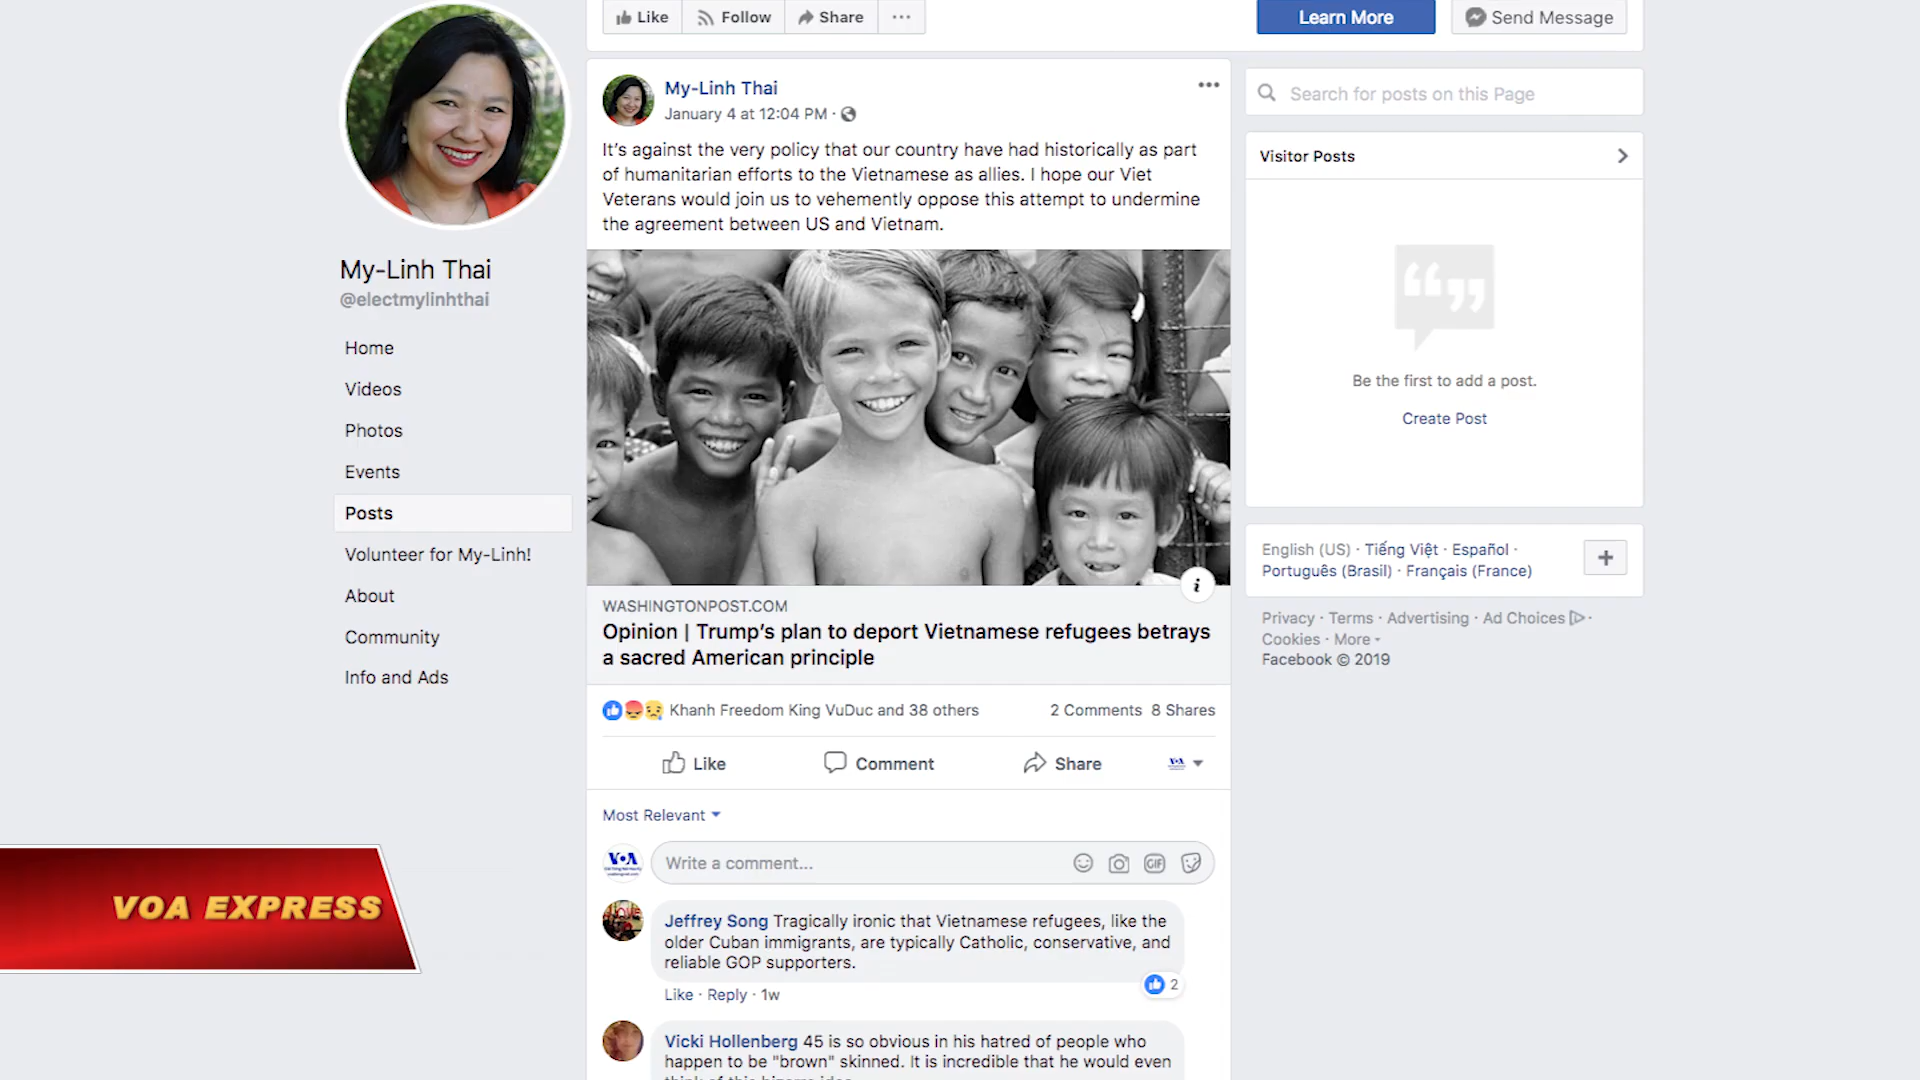 Like
Follow
Share
Learn More
Send Message
My-Linh Thai
@electmylinhthai
Home
Videos
Photos
Events
Posts
Volunteer for My-Linh!
About
Community
Info and Ads
My-Linh Thai
January 4 at 12:04 PM ·
It's against the very policy that our country have had historically as part
of humanitarian efforts to the Vietnamese as allies. I hope our Viet
Veterans would join us to vehemently oppose this attempt to undermine
the agreement between US and Vietnam.
WASHINGTONPOST.COM
Opinion | Trump's plan to deport Vietnamese refugees betrays
a sacred American principle
Khanh Freedom King VuDuc and 38 others
2 Comments 8 Shares
Like
Comment
Share
VOA
Most Relevant
VOA
Write a comment...
GIF
Jeffrey Song Tragically ironic that Vietnamese refugees, like the
older Cuban immigrants, are typically Catholic, conservative, and
reliable GOP supporters.
2
Like · Reply · 1w
Vicki Hollenberg 45 is so obvious in his hatred of people who
happen to be "brown" skinned. It is incredible that he would even
think of this bizarre idea
Search for posts on this Page
Visitor Posts
Be the first to add a post.
Create Post
English (US) · Tiếng Việt · Español ·
Português (Brasil) · Français (France)
Privacy · Terms · Advertising · Ad Choices ·
Cookies · More
Facebook © 2019
VOA EXPRESS